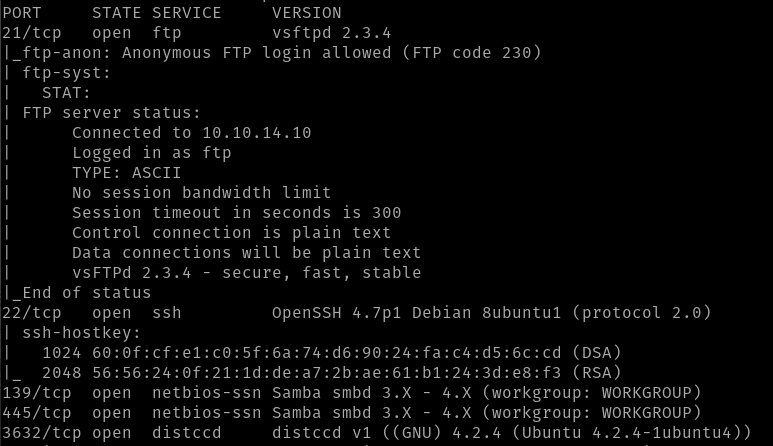 PORT     STATE SERVICE     VERSION
21/tcp   open  ftp         vsftpd 2.3.4
|_ftp-anon: Anonymous FTP login allowed (FTP code 230)
| ftp-syst:
|   STAT:
| FTP server status:
|      Connected to 10.10.14.10
|      Logged in as ftp
|      TYPE: ASCII
|      No session bandwidth limit
|      Session timeout in seconds is 300
|      Control connection is plain text
|      Data connections will be plain text
|      vsFTPd 2.3.4 - secure, fast, stable
|_End of status
22/tcp   open  ssh         OpenSSH 4.7p1 Debian 8ubuntu1 (protocol 2.0)
| ssh-hostkey:
|   1024 60:0f:cf:e1:c0:5f:6a:74:d6:90:24:fa:c4:d5:6c:cd (DSA)
|_  2048 56:56:24:0f:21:1d:de:a7:2b:ae:61:b1:24:3d:e8:f3 (RSA)
139/tcp  open  netbios-ssn Samba smbd 3.X - 4.X (workgroup: WORKGROUP)
445/tcp  open  netbios-ssn Samba smbd 3.X - 4.X (workgroup: WORKGROUP)
3632/tcp open  distccd     distccd v1 ((GNU) 4.2.4 (Ubuntu 4.2.4-1ubuntu4))